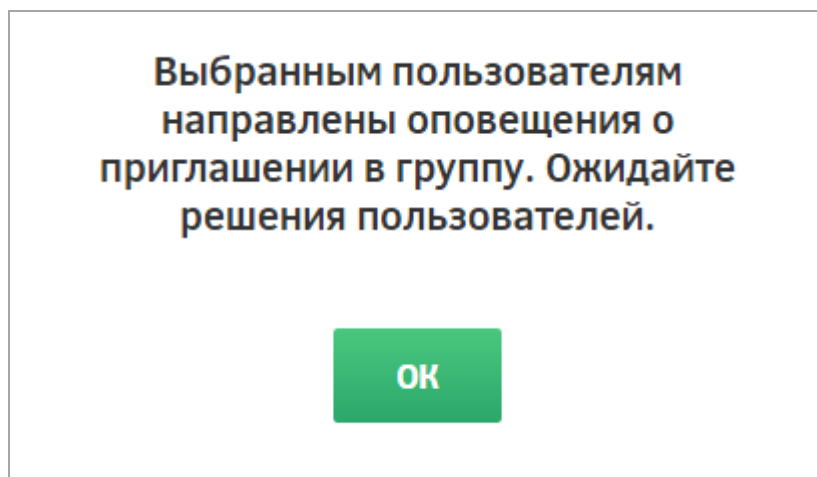 Выбранным пользователям
направлены оповещения о
приглашении в группу. Ожидайте
решения пользователей.
ОК